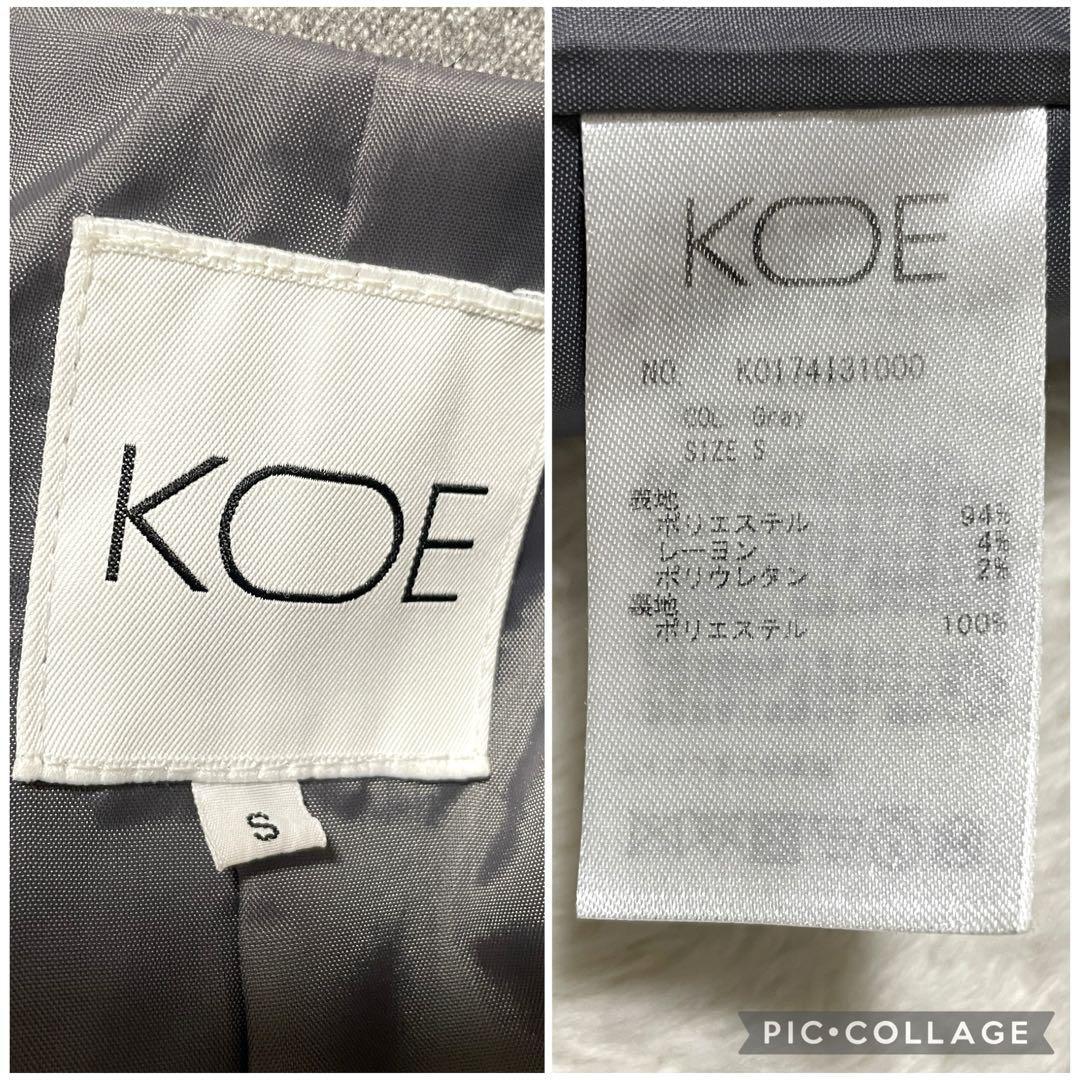 KOE
S
KOE
NO. K0174131000
COL Gray
SIZE S
表地
ポリエステル 94%
レーヨン 4%
ポリウレタン 2%
裏地
ポリエステル 100%
PIC•COLLAGE